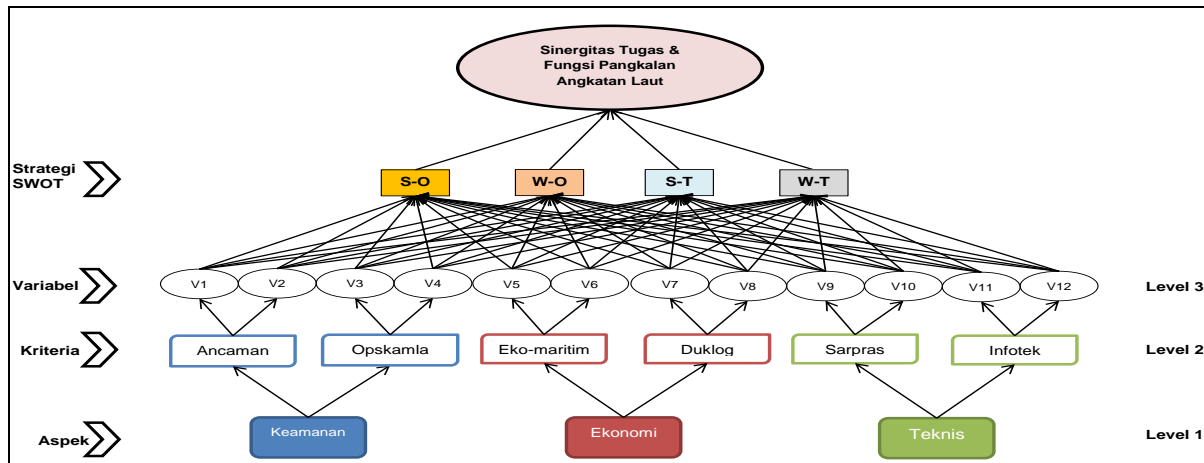 Sinergitas Tugas &
Fungsi Pangkalan
Angkatan Laut
Strategi
SWOT
S-O
W-O
S-T
W-T
Variabel
V1
V2
V3
V4
V5
V6
V7
V8
V9
V10
V11
V12
Level 3
Kriteria
Ancaman
Opskamla
Eko-maritim
Duklog
Sarpras
Infotek
Level 2
Aspek
Keamanan
Ekonomi
Teknis
Level 1